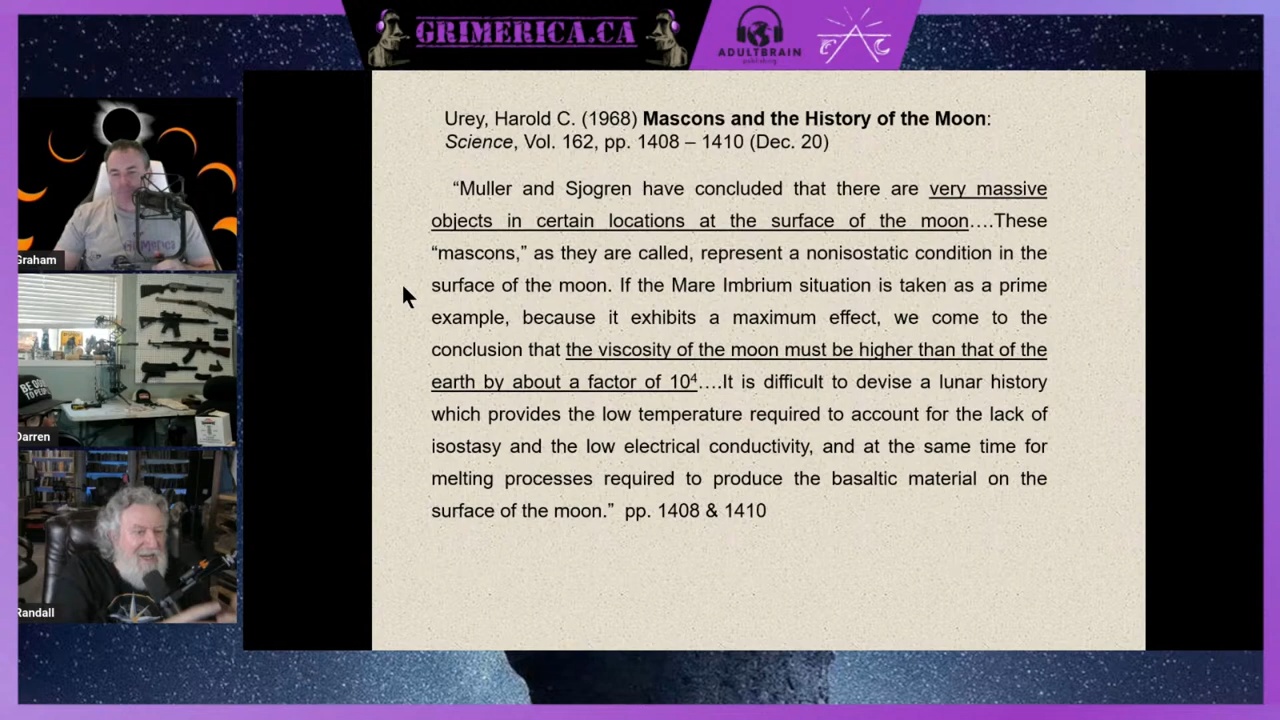 GRIMERICA.CA
ADULTBRAIN
publishing
Urey, Harold C. (1968) Mascons and the History of the Moon:
Science, Vol. 162, pp. 1408 – 1410 (Dec. 20)
“Muller and Sjogren have concluded that there are very massive
objects in certain locations at the surface of the moon….These
“mascons,” as they are called, represent a nonisostatic condition in the
surface of the moon. If the Mare Imbrium situation is taken as a prime
example, because it exhibits a maximum effect, we come to the
conclusion that the viscosity of the moon must be higher than that of the
earth by about a factor of 10⁴….It is difficult to devise a lunar history
which provides the low temperature required to account for the lack of
isostasy and the low electrical conductivity, and at the same time for
melting processes required to produce the basaltic material on the
surface of the moon.” pp. 1408 & 1410
Graham
BE GOOD
TO PEOPLE
Darren
Randall